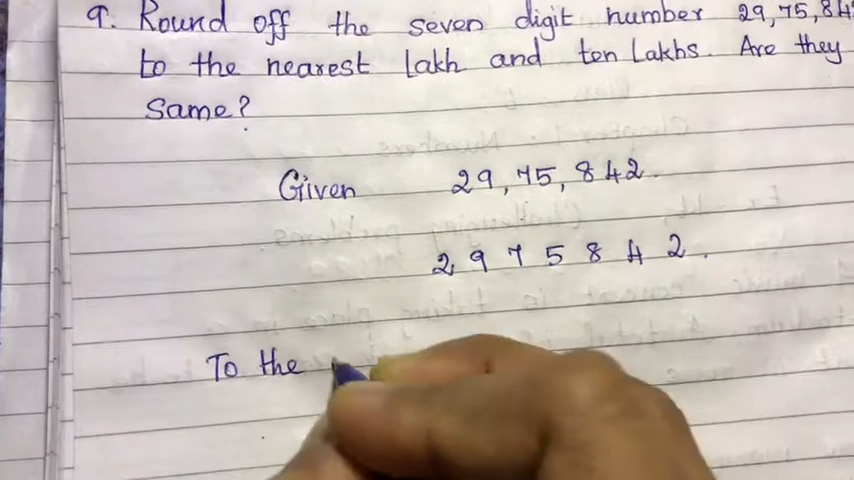 9. Round off the seven digit number 29,75,84
to the nearest Lakh and ten Lakhs. Are they
Same?
Given 29,75,842.
2 9 7 5 8 4 2.
To the